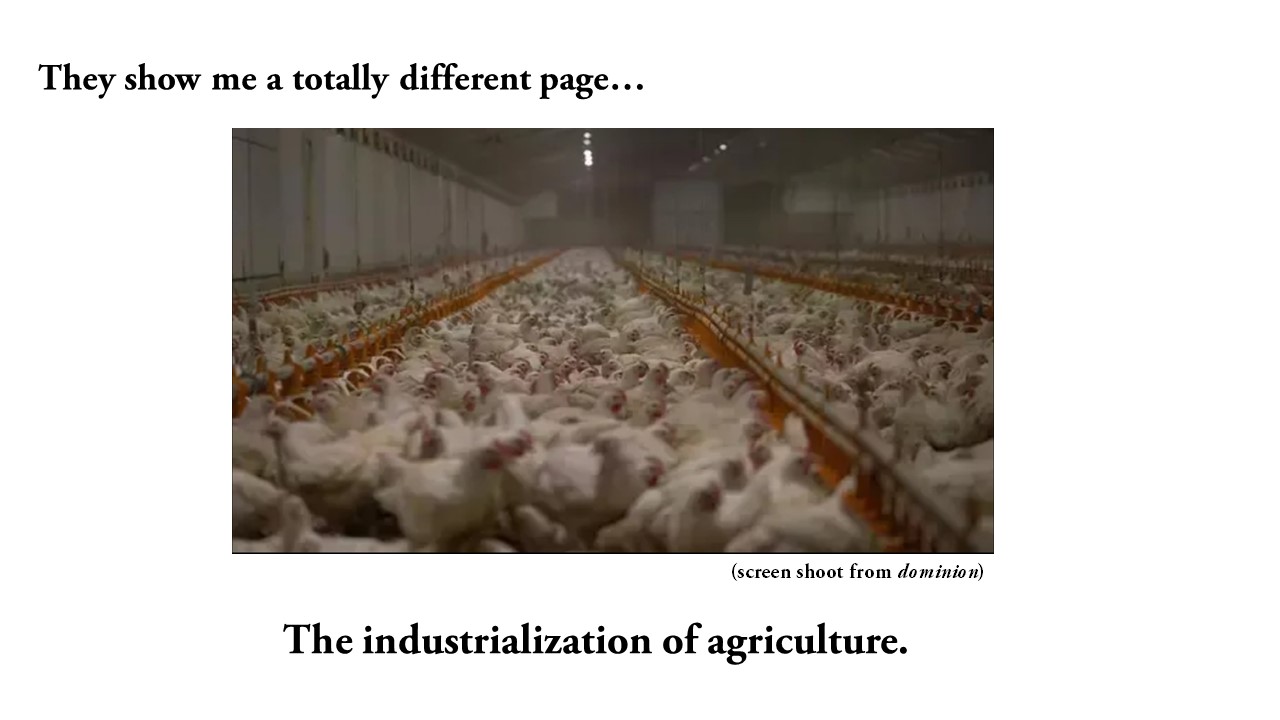 They show me a totally different page…
(screen shoot from dominion)
The industrialization of agriculture.